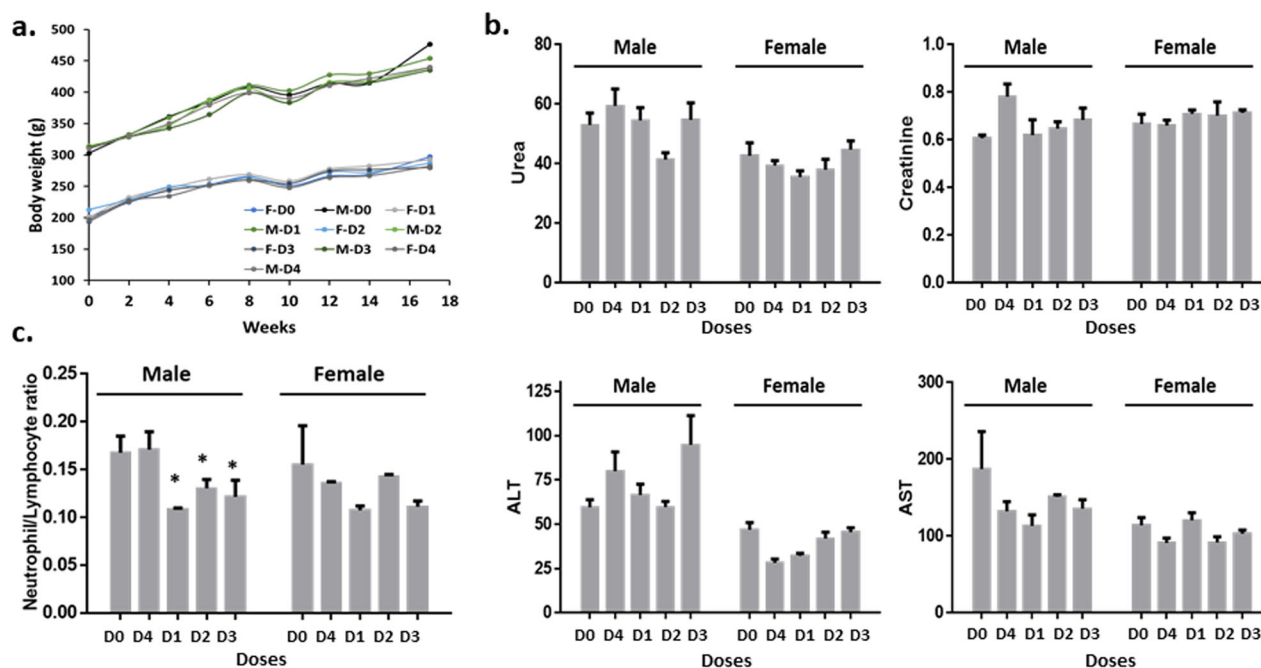 a.
500
450
400
350
300
250
200
150
100
Body weight (g)
F-D0 M-D0 F-D1
M-D1 F-D2 M-D2
F-D3 M-D3 F-D4
M-D4
0 2 4 6 8 10 12 14 16 18
Weeks
b.
Male Female
80
60
40
20
0
Urea
D0 D4 D1 D2 D3 D0 D4 D1 D2 D3
Doses
Male Female
1.0
0.8
0.6
0.4
0.2
0.0
Creatinine
D0 D4 D1 D2 D3 D0 D4 D1 D2 D3
Doses
c.
Male Female
0.25
0.20
0.15
0.10
0.05
0.00
Neutrophil/Lymphocyte ratio
* * *
D0 D4 D1 D2 D3 D0 D4 D1 D2 D3
Doses
Male Female
125
100
75
50
25
0
ALT
D0 D4 D1 D2 D3 D0 D4 D1 D2 D3
Doses
Male Female
300
200
100
0
AST
D0 D4 D1 D2 D3 D0 D4 D1 D2 D3
Doses